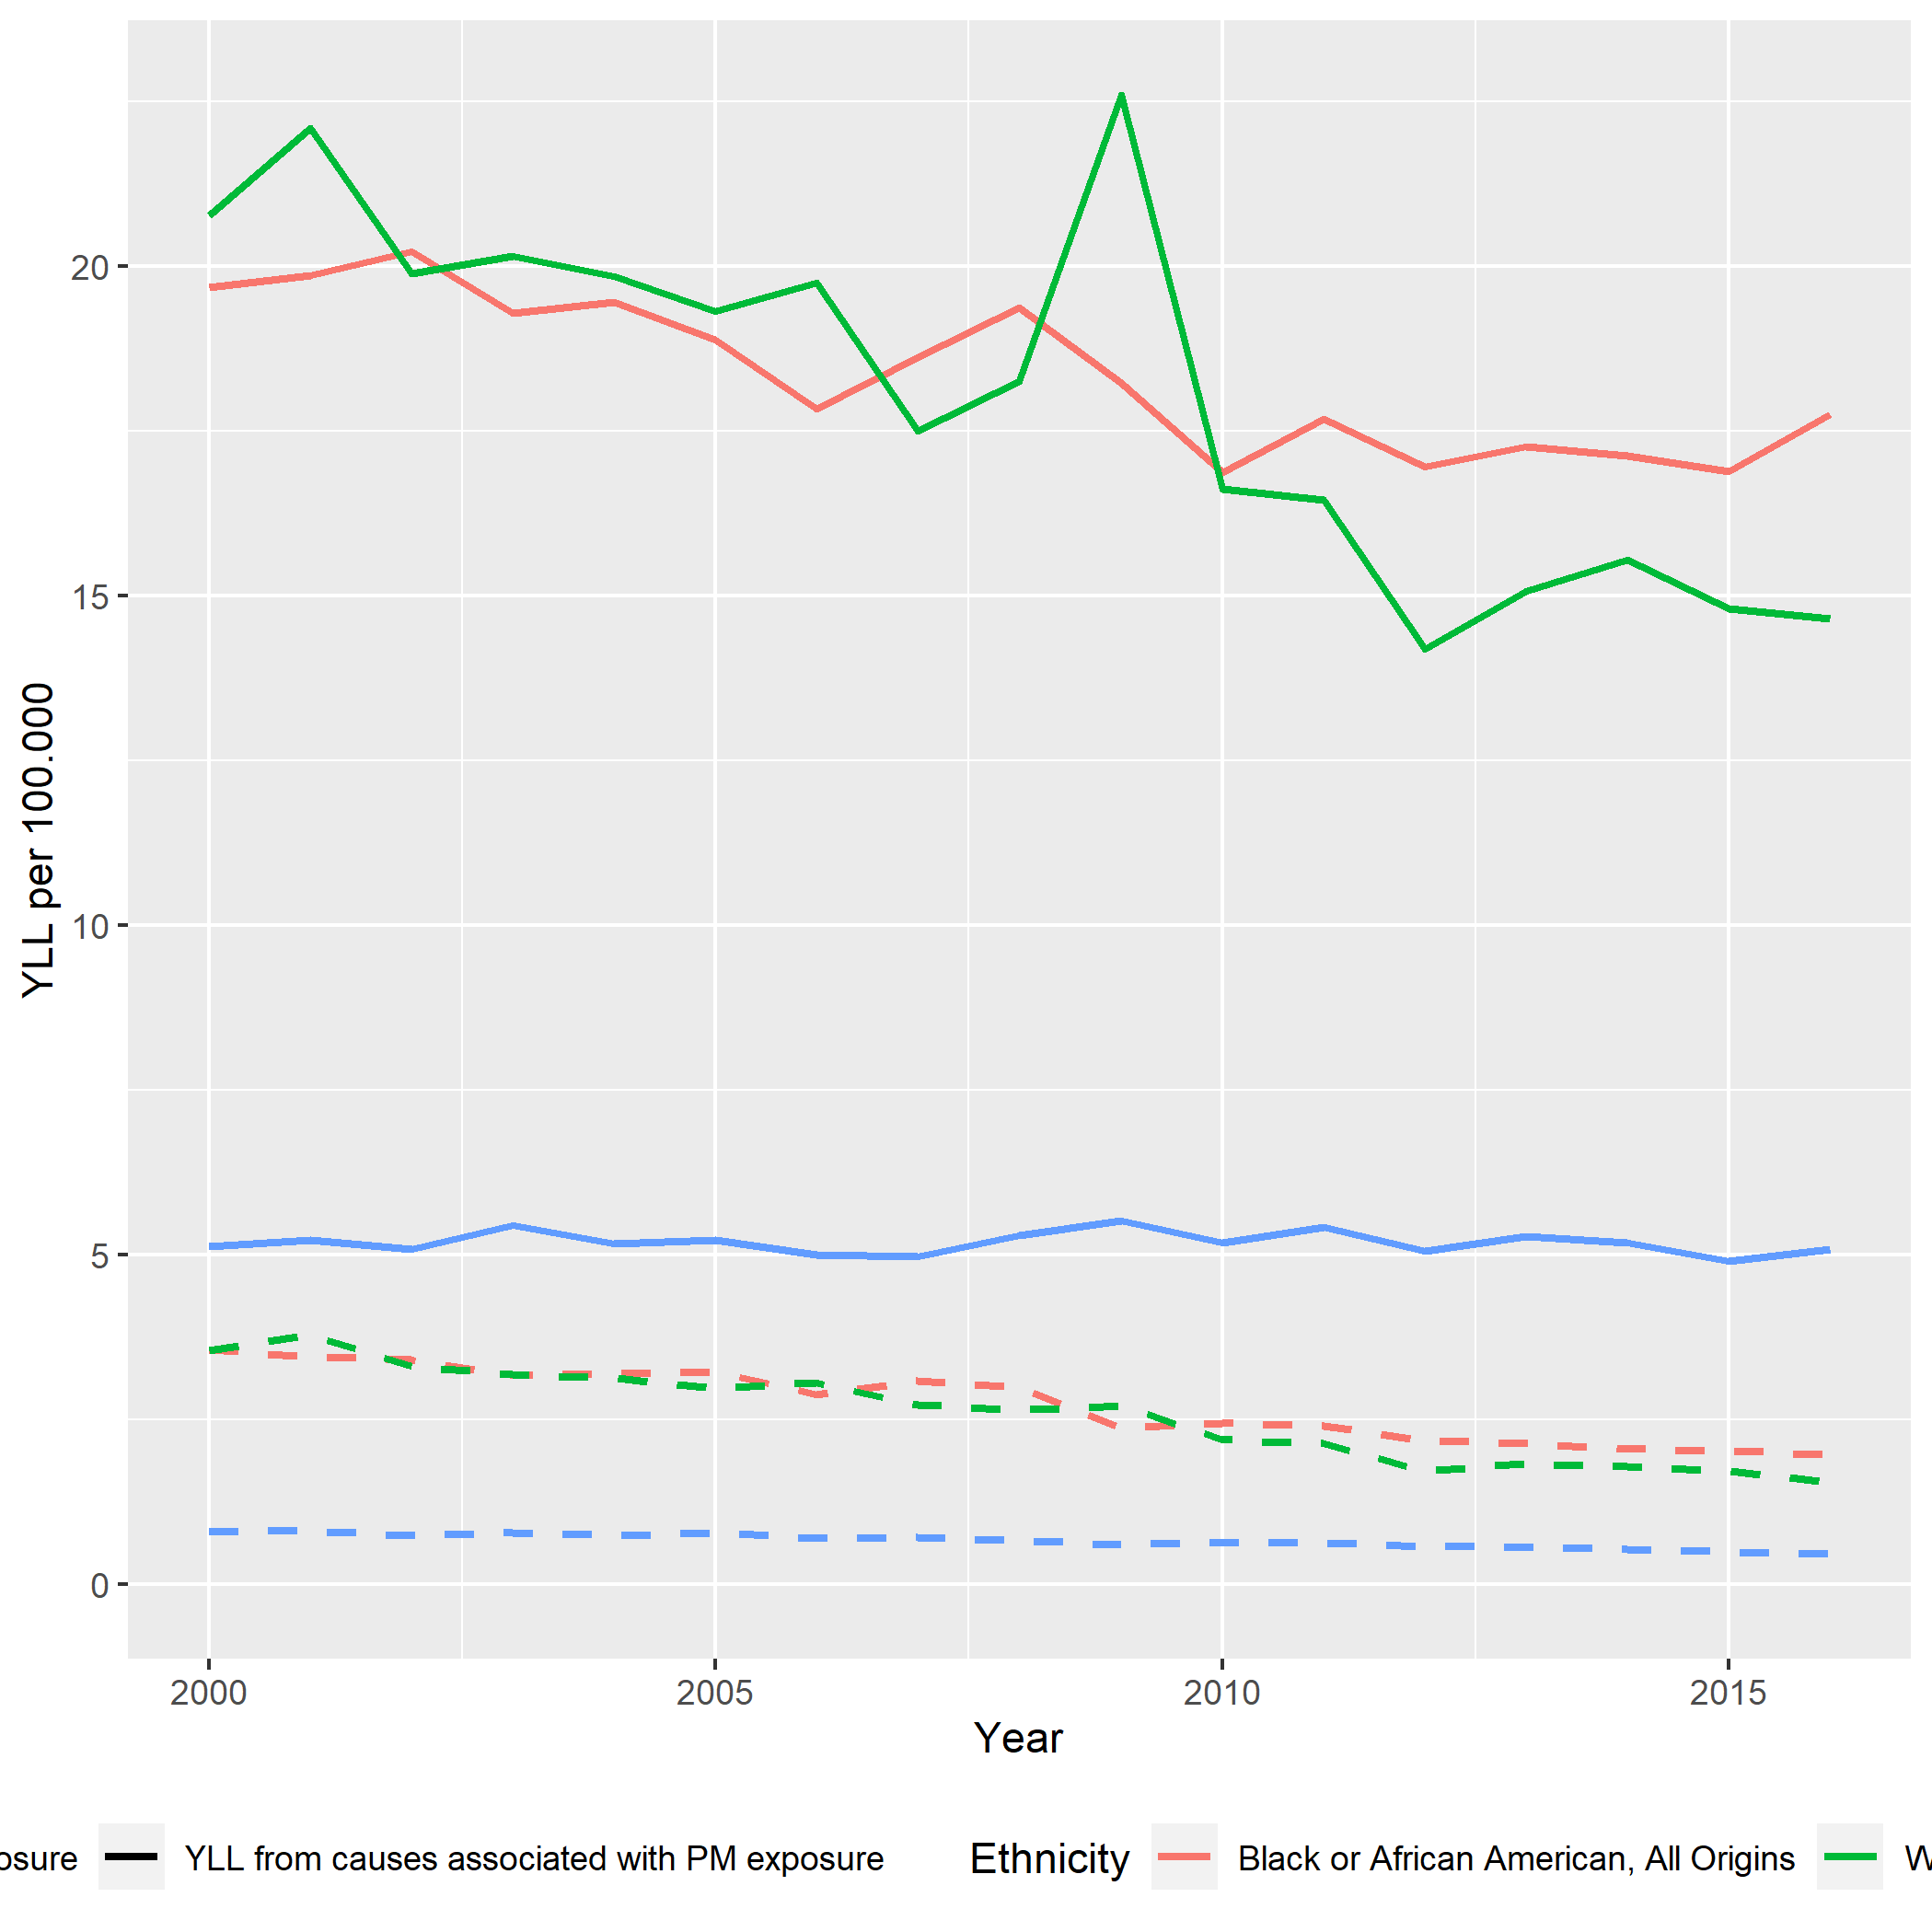 YLL per 100.000
20
15
10
5
0
2000 2005 2010 2015
Year
osure YLL from causes associated with PM exposure Ethnicity Black or African American, All Origins W